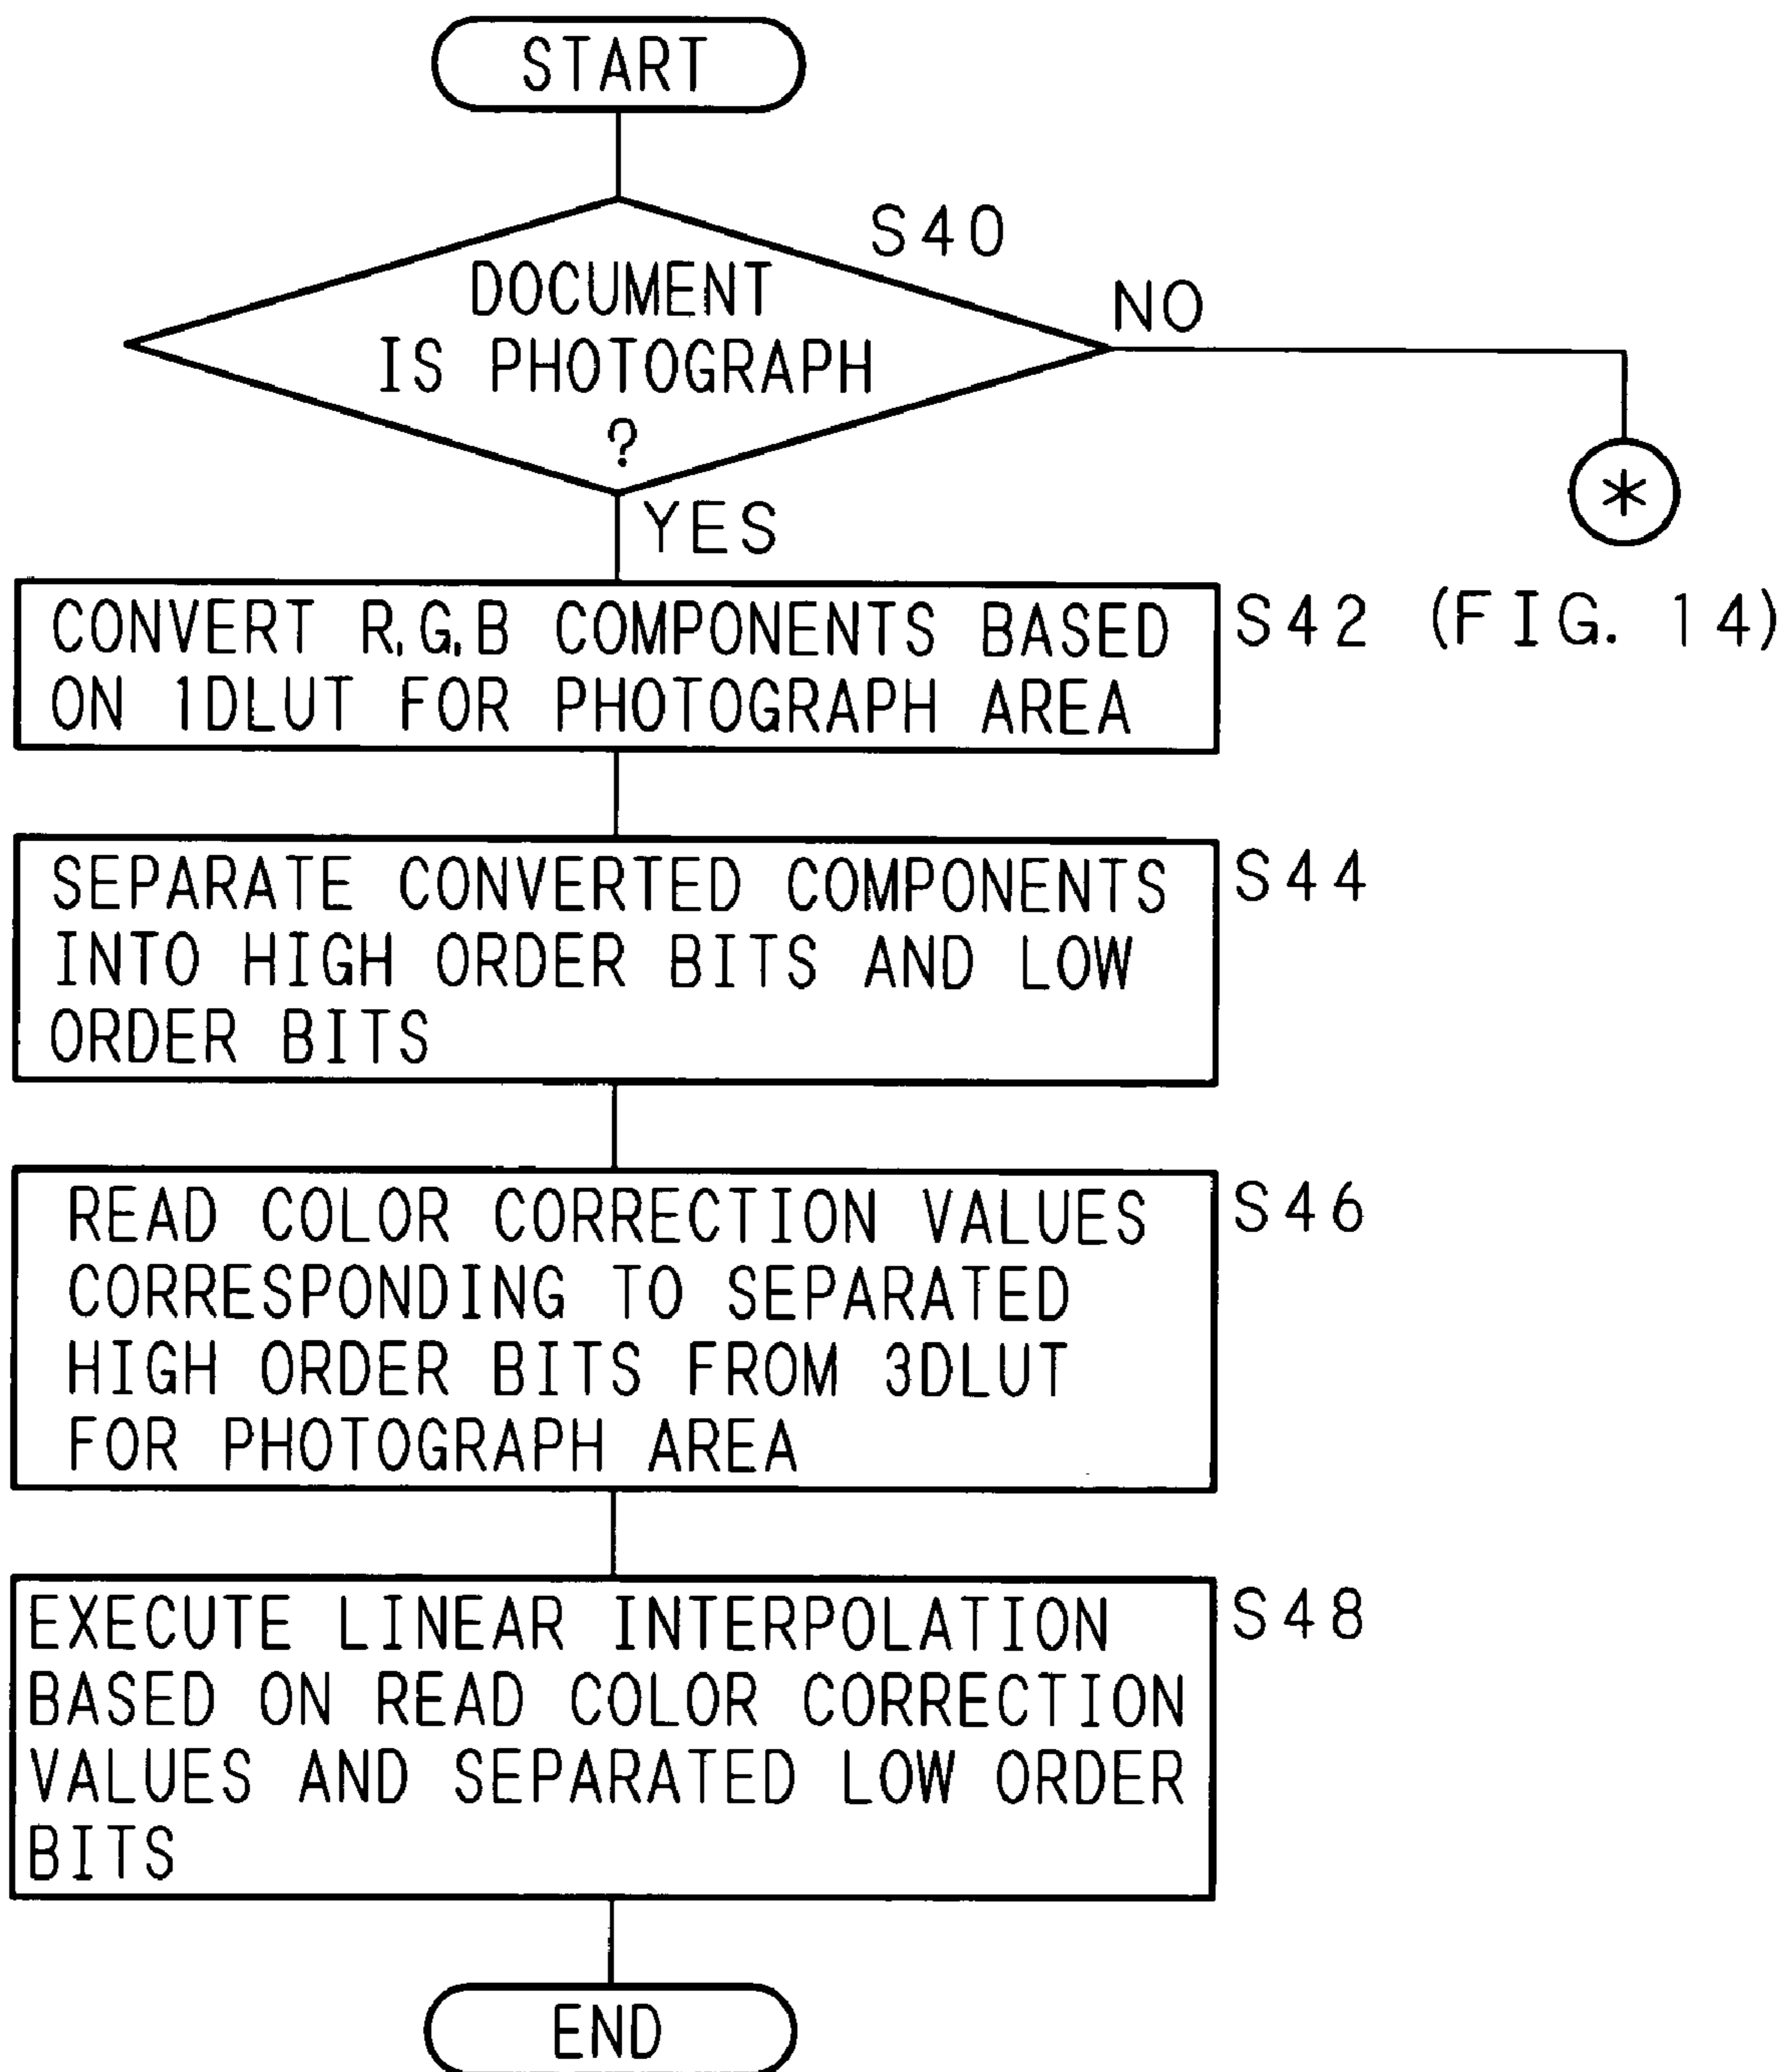 START
S40
DOCUMENT
IS PHOTOGRAPH
?
NO
*
YES
CONVERT R,G,B COMPONENTS BASED
ON 1DLUT FOR PHOTOGRAPH AREA
S42 (FIG. 14)
SEPARATE CONVERTED COMPONENTS
INTO HIGH ORDER BITS AND LOW
ORDER BITS
S44
READ COLOR CORRECTION VALUES
CORRESPONDING TO SEPARATED
HIGH ORDER BITS FROM 3DLUT
FOR PHOTOGRAPH AREA
S46
EXECUTE LINEAR INTERPOLATION
BASED ON READ COLOR CORRECTION
VALUES AND SEPARATED LOW ORDER
BITS
S48
END